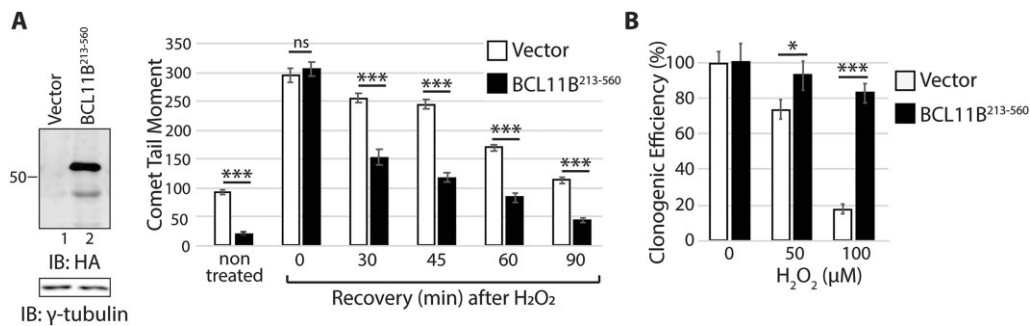 A
Vector
BCL11B213-560
50
1 2
IB: HA
IB: γ-tubulin
Comet Tail Moment
350
300
250
200
150
100
50
0
***
ns
***
***
***
***
Vector
BCL11B213-560
non treated
0 30 45 60 90
Recovery (min) after H2O2
B
Clonogenic Efficiency (%)
100
80
60
40
20
0
*
***
Vector
BCL11B213-560
0 50 100
H2O2 (µM)